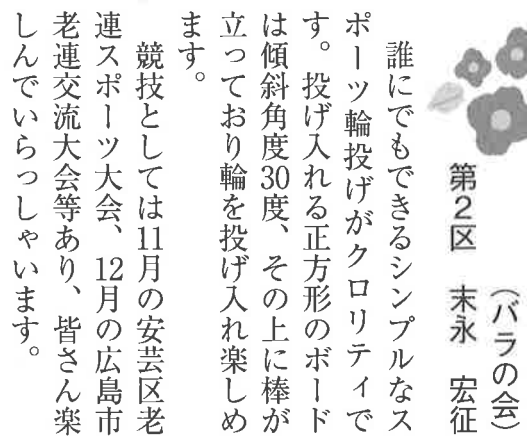 （バラの会）
第2区　末永　宏征
誰にでもできるシンプルなス
ポーツ輪投げがクロリティで
す。投げ入れる正方形のボード
は傾斜角度30度、その上に棒が
立っており輪を投げ入れ楽しめ
ます。
競技としては11月の安芸区老
連スポーツ大会、12月の広島市
老連交流大会等あり、皆さん楽
しんでいらっしゃいます。